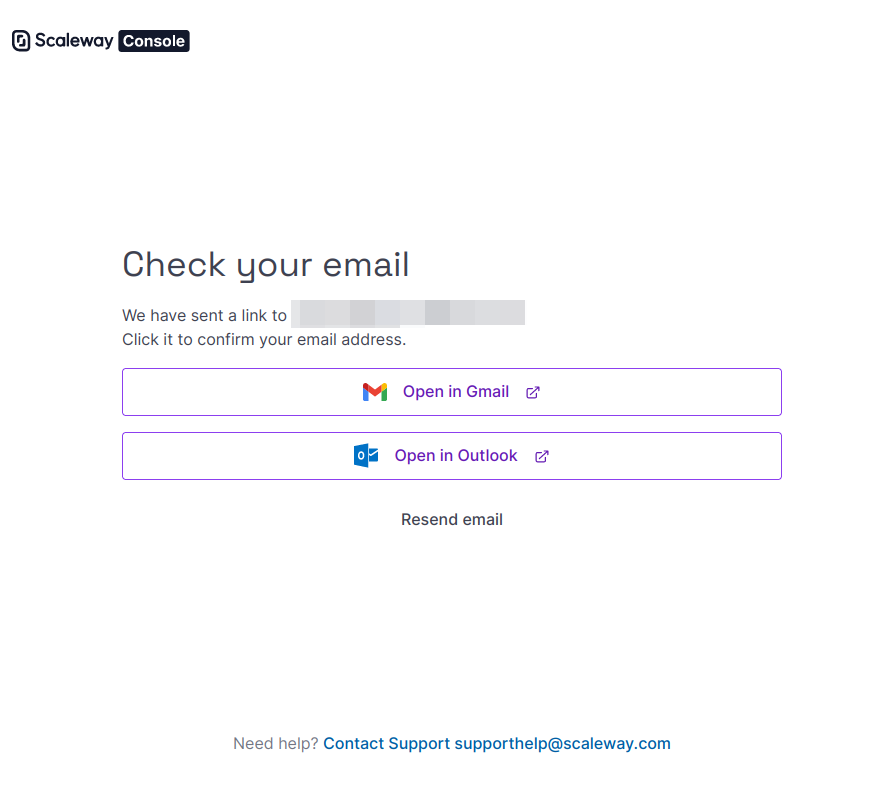 Scaleway Console
Check your email
We have sent a link to
Click it to confirm your email address.
Open in Gmail
Open in Outlook
Resend email
Need help? Contact Support supporthelp@scaleway.com